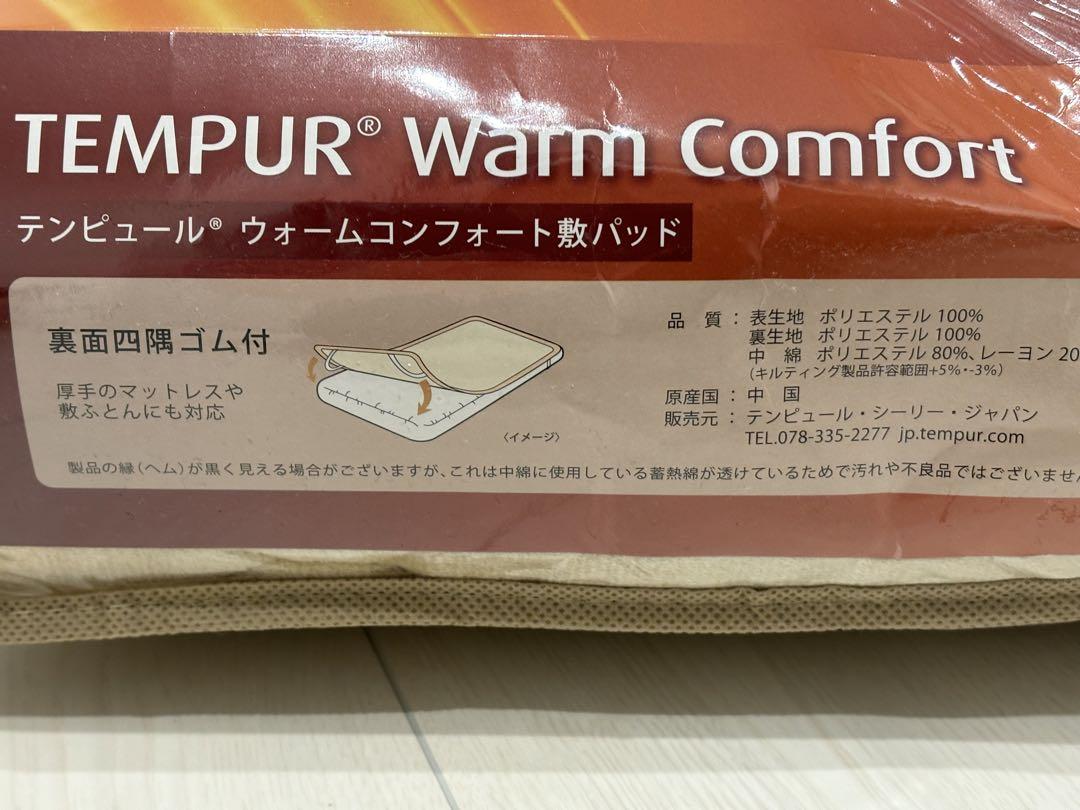 TEMPUR® Warm Comfort
テンピュール® ウォームコンフォート敷パッド
裏面四隅ゴム付
厚手のマットレスや
敷ふとんにも対応
〈イメージ〉
品 質 : 表生地 ポリエステル 100%
裏生地 ポリエステル 100%
中 綿 ポリエステル 80%、レーヨン 20
(キルティング製品許容範囲+5%・-3%)
原産国 : 中 国
販売元 : テンピュール・シーリー・ジャパン
TEL.078-335-2277 jp.tempur.com
製品の縁(ヘム)が黒く見える場合がございますが、これは中綿に使用している蓄熱綿が透けているためで汚れや不良品ではございません